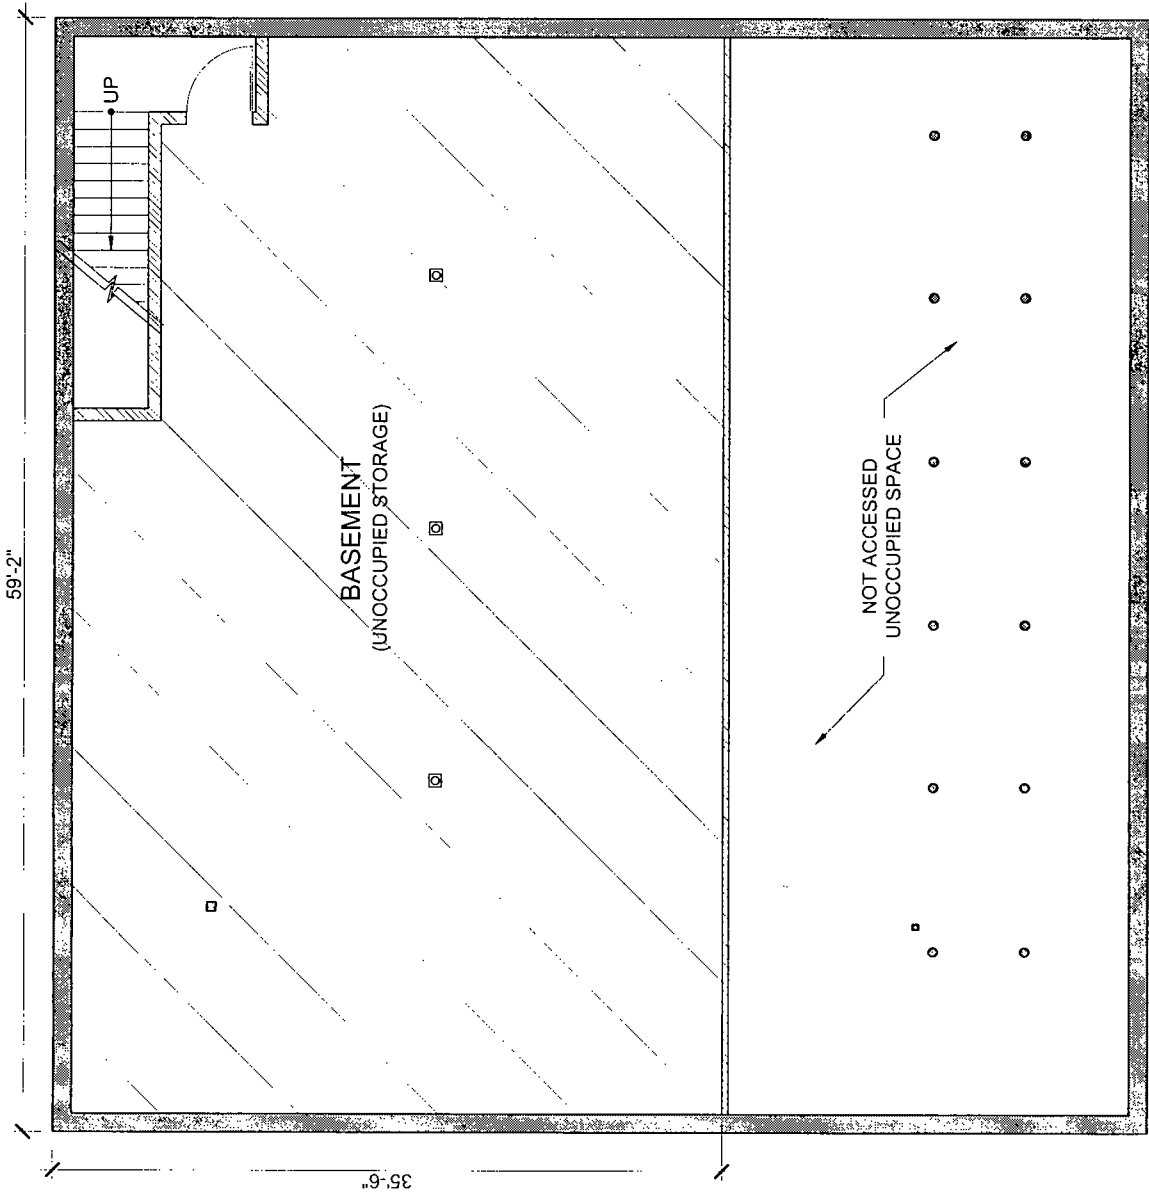 59'-2"
UP
BASEMENT
(UNOCCUPIED STORAGE)
NOT ACCESSED
UNOCCUPIED SPACE
35'-6"